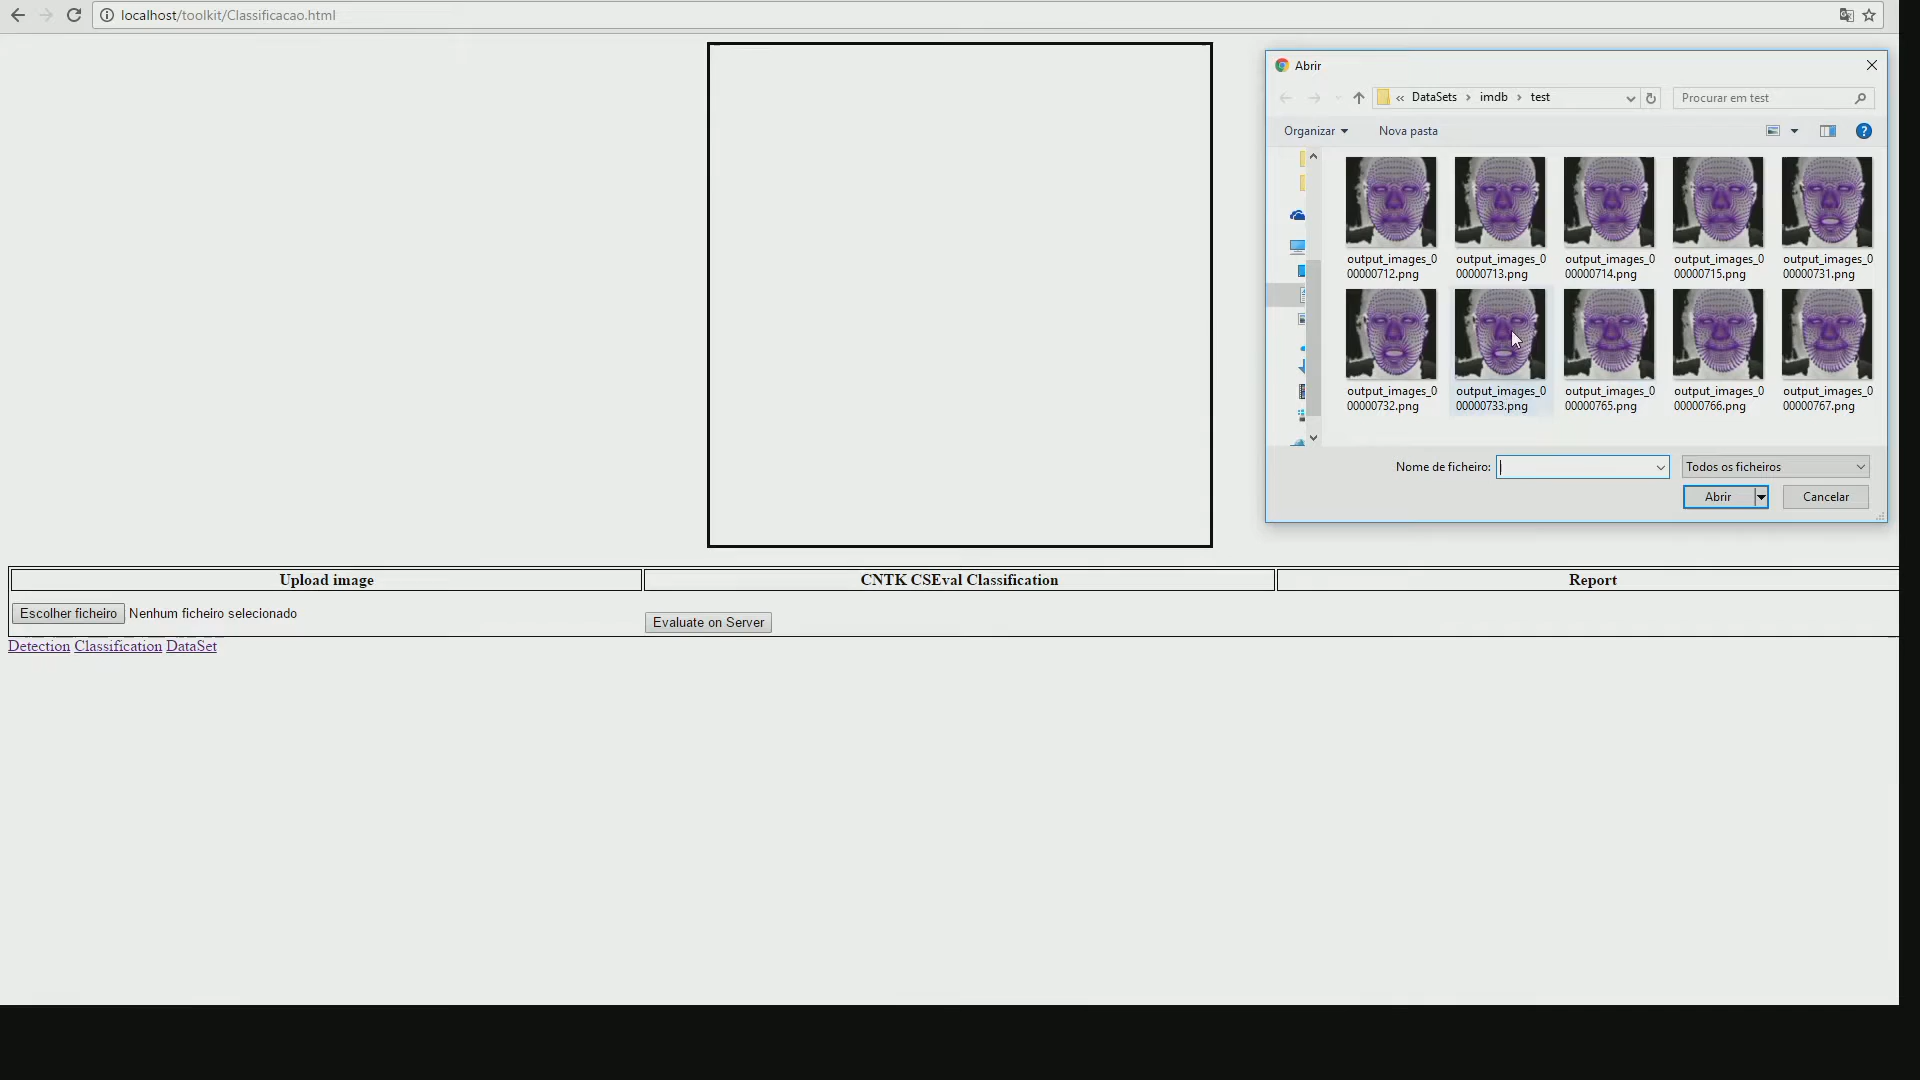 localhost/toolkit/Classificacao.html
Abrir
« DataSets › imdb › test
Procurar em test
Organizar
Nova pasta
output_images_0
00000712.png
output_images_0
00000713.png
output_images_0
00000714.png
output_images_0
00000715.png
output_images_0
00000731.png
output_images_0
00000732.png
output_images_0
00000733.png
output_images_0
00000765.png
output_images_0
00000766.png
output_images_0
00000767.png
Nome de ficheiro:
Todos os ficheiros
Abrir
Cancelar
Upload image
CNTK CSEval Classification
Report
Escolher ficheiro Nenhum ficheiro selecionado
Evaluate on Server
Detection Classification DataSet